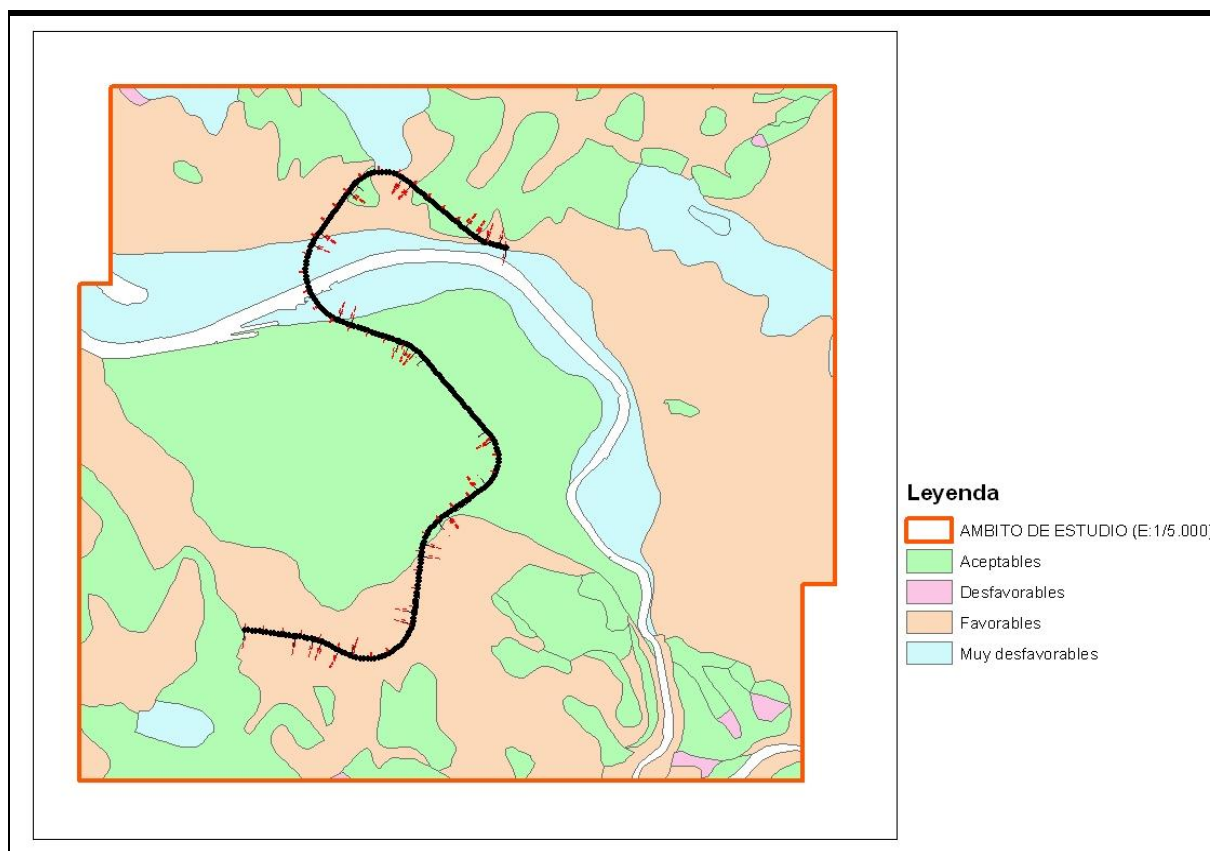 Leyenda
AMBITO DE ESTUDIO (E:1/5.000)
Aceptables
Desfavorables
Favorables
Muy desfavorables